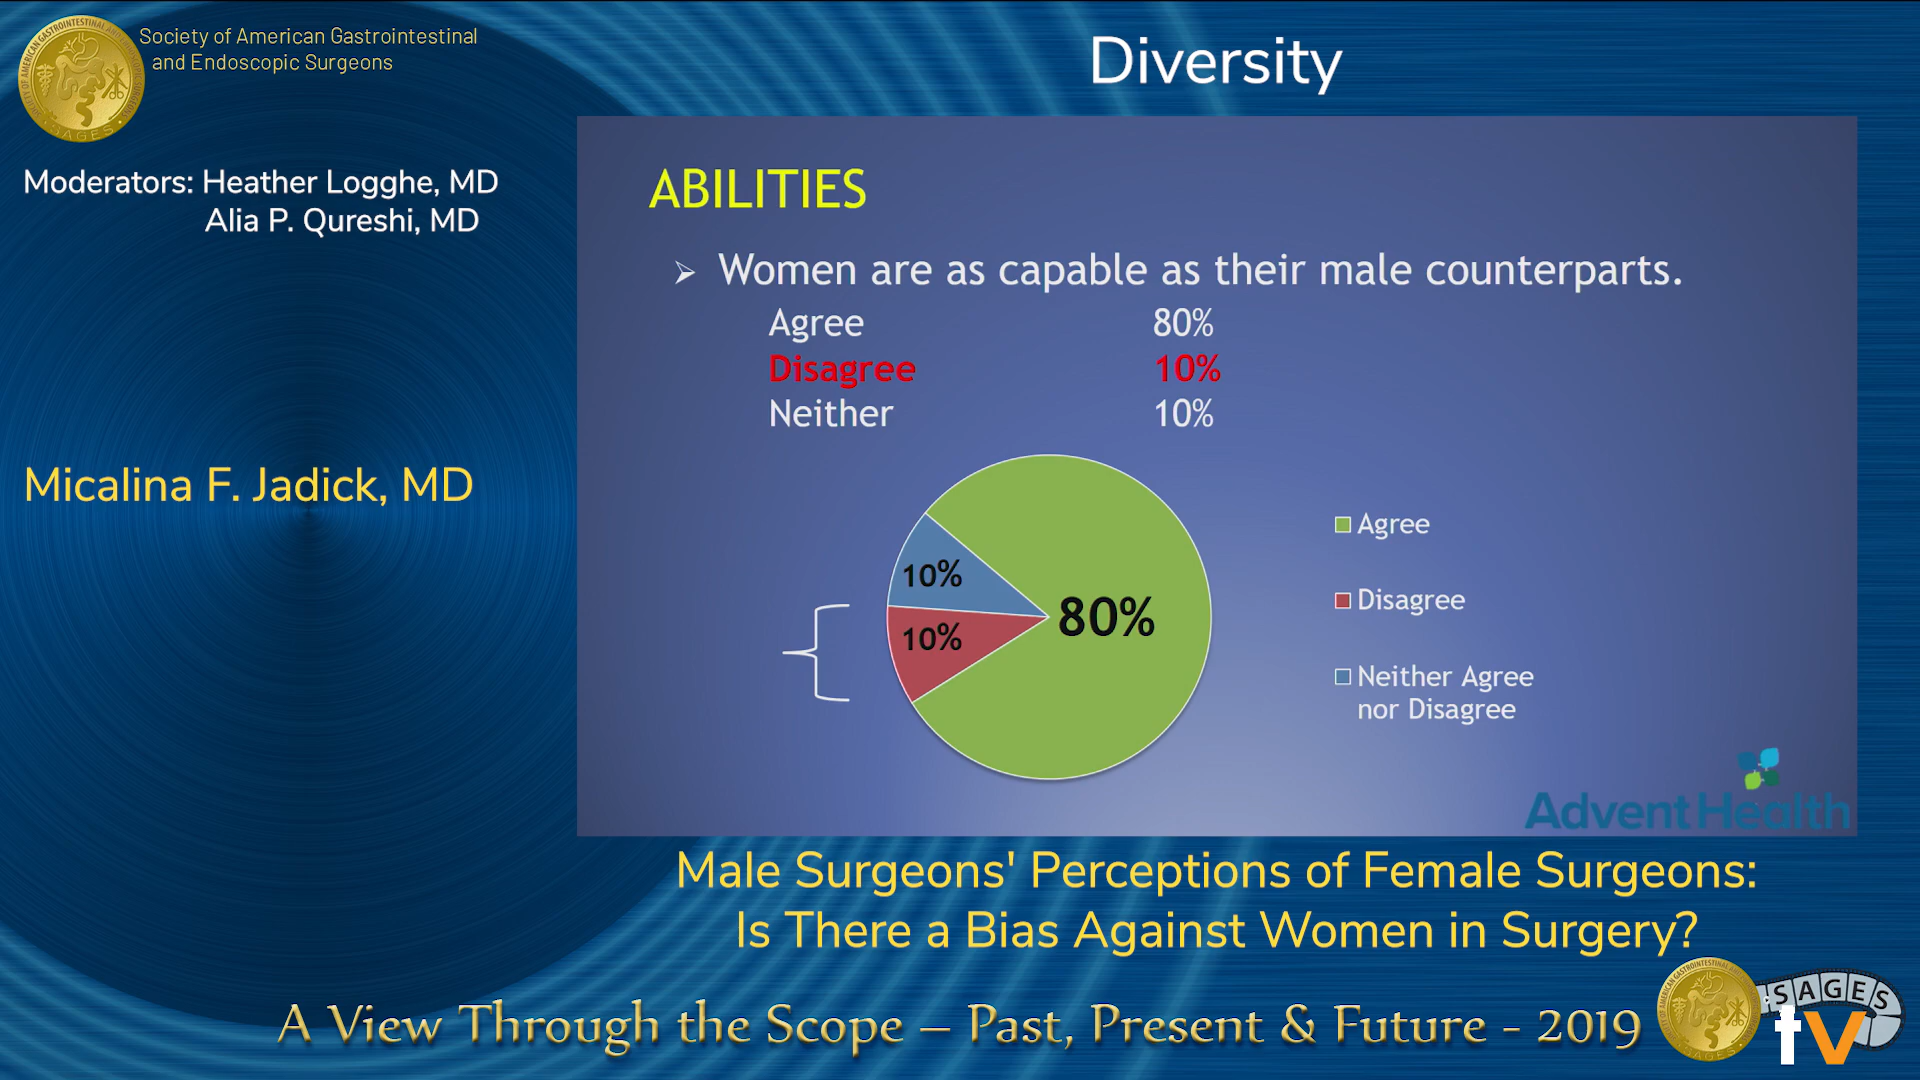 Society of American Gastrointestinal
and Endoscopic Surgeons
Diversity
Moderators: Heather Logghe, MD
Alia P. Qureshi, MD
Micalina F. Jadick, MD
ABILITIES
➢ Women are as capable as their male counterparts.
Agree 80%
Disagree 10%
Neither 10%
10%
10%
80%
Agree
Disagree
Neither Agree
nor Disagree
AdventHealth
Male Surgeons' Perceptions of Female Surgeons:
Is There a Bias Against Women in Surgery?
A View Through the Scope – Past, Present & Future - 2019
SAGES
tv